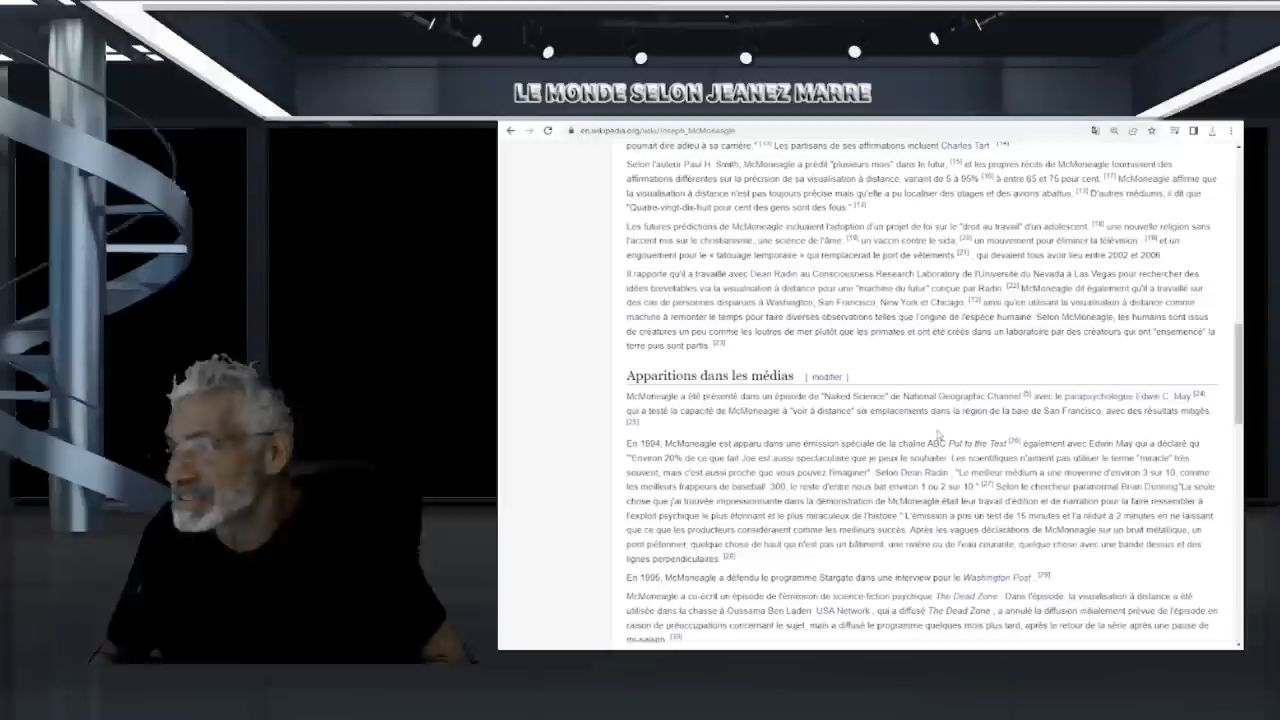 LE MONDE SELON JEANEZ MARRE
en.wikipedia.org/wiki/Joseph_McMoneagle
pourrait dire adieu à sa carrière." [13] Les partisans de ses affirmations incluent Charles Tart . [14]
Selon l'auteur Paul H. Smith, McMoneagle a prédit "plusieurs mois" dans le futur, [15] et les propres récits de McMoneagle fournissent des
affirmations différentes sur la précision de sa visualisation à distance, variant de 5 à 95% [16] à entre 65 et 75 pour cent. [17] McMoneagle affirme que
la visualisation à distance n'est pas toujours précise mais qu'elle a pu localiser des otages et des avions abattus. [13] D'autres médiums, il dit que
"Quatre-vingt-dix-huit pour cent des gens sont des fous." [13]
Les futures prédictions de McMoneagle incluaient l'adoption d'un projet de loi sur le "droit au travail" d'un adolescent, [18] une nouvelle religion sans
l'accent mis sur le christianisme, une science de l'âme, [19] un vaccin contre le sida, [20] un mouvement pour éliminer la télévision , [19] et un
engouement pour le « tatouage temporaire » qui remplacerait le port de vêtements [21] , qui devaient tous avoir lieu entre 2002 et 2006.
Il rapporte qu'il a travaillé avec Dean Radin au Consciousness Research Laboratory de l'Université du Nevada à Las Vegas pour rechercher des
idées brevetables via la visualisation à distance pour une "machine du futur" conçue par Radin. [22] McMoneagle dit également qu'il a travaillé sur
des cas de personnes disparues à Washington, San Francisco, New York et Chicago, [13] ainsi qu'en utilisant la visualisation à distance comme
machine à remonter le temps pour faire diverses observations telles que l'origine de l'espèce humaine. Selon McMoneagle, les humains sont issus
de créatures un peu comme les loutres de mer plutôt que les primates et ont été créés dans un laboratoire par des créateurs qui ont "ensemencé" la
terre puis sont partis. [23]
Apparitions dans les médias [ modifier ]
McMoneagle a été présenté dans un épisode de "Naked Science" de National Geographic Channel [5] avec le parapsychologue Edwin C. May [24]
qui a testé la capacité de McMoneagle à "voir à distance" six emplacements dans la région de la baie de San Francisco, avec des résultats mitigés.
[25]
En 1994, McMoneagle est apparu dans une émission spéciale de la chaîne ABC Put to the Test [26] également avec Edwin May qui a déclaré qu
'"Environ 20% de ce que fait Joe est aussi spectaculaire que je peux le souhaiter. Les scientifiques n'aiment pas utiliser le terme "miracle" très
souvent, mais c'est aussi proche que vous pouvez l'imaginer". Selon Dean Radin , "Le meilleur médium a une moyenne d'environ 3 sur 10, comme
les meilleurs frappeurs de baseball .300, le reste d'entre nous bat environ 1 ou 2 sur 10." [27] Selon le chercheur paranormal Brian Dunning"La seule
chose que j'ai trouvée impressionnante dans la démonstration de McMoneagle était leur travail d'édition et de narration pour la faire ressembler à
l'exploit psychique le plus étonnant et le plus miraculeux de l'histoire." L'émission a pris un test de 15 minutes et l'a réduit à 2 minutes en ne laissant
que ce que les producteurs considéraient comme les meilleurs succès. Après les vagues déclarations de McMoneagle sur un bruit métallique, un
pont piétonnier, quelque chose de haut qui n'est pas un bâtiment, une rivière ou de l'eau courante, quelque chose avec une bande dessus et des
lignes perpendiculaires. [28]
En 1995, McMoneagle a défendu le programme Stargate dans une interview pour le Washington Post . [29]
McMoneagle a co-écrit un épisode de l'émission de science-fiction psychique The Dead Zone . Dans l'épisode, la visualisation à distance a été
utilisée dans la chasse à Oussama Ben Laden. USA Network , qui a diffusé The Dead Zone , a annulé la diffusion initialement prévue de l'épisode en
raison de préoccupations concernant le sujet, mais a diffusé le programme quelques mois plus tard, après le retour de la série après une pause de
mi-saison. [30]